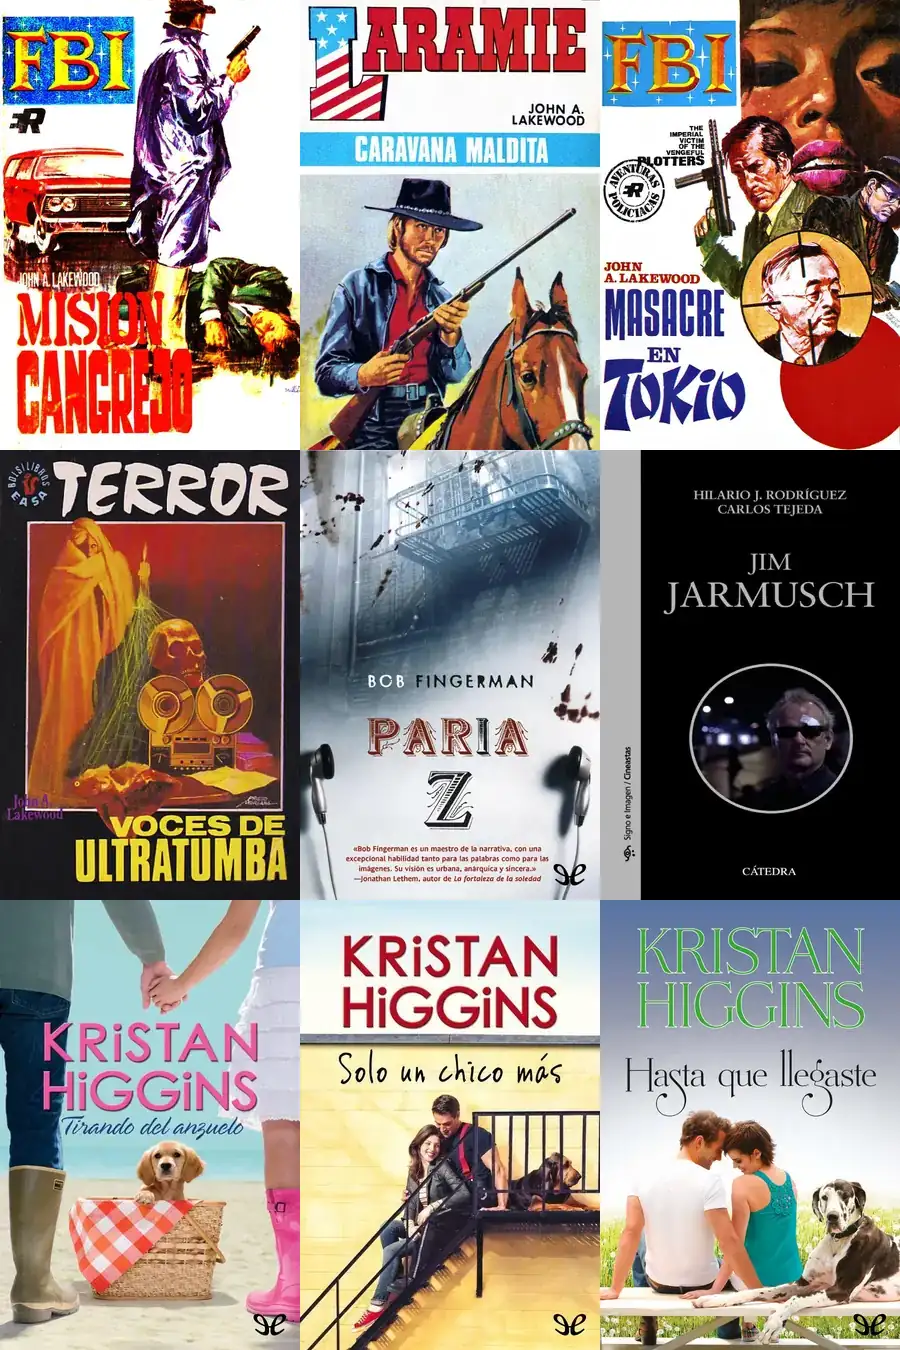 FBI
R
JOHN A. LAKEWOOD
MISION
CANGREJO
LARAMIE
JOHN A.
LAKEWOOD
CARAVANA MALDITA
FBI
THE
IMPERIAL
VICTIM
OF THE
VENGEFUL
PLOTTERS
AVENTURAS
R
POLICIACAS
JOHN
A. LAKEWOOD
MASACRE
EN
TOKIO
BOLSILIBROS
EASA
TERROR
John A.
Lakewood
VOCES DE
ULTRATUMBA
BOB FINGERMAN
PARIA
Z
«Bob Fingerman es un maestro de la narrativa, con una
excepcional habilidad tanto para las palabras como para las
imágenes. Su visión es urbana, anárquica y sincera.»
—Jonathan Lethem, autor de La fortaleza de la soledad
HILARIO J. RODRÍGUEZ
CARLOS TEJEDA
JIM
JARMUSCH
Signo e Imagen / Cineastas
CÁTEDRA
KRiSTAN
HiGGiNS
Tirando del anzuelo
KRiSTAN
HiGGiNS
Solo un chico más
KRISTAN
HIGGINS
Hasta que llegaste